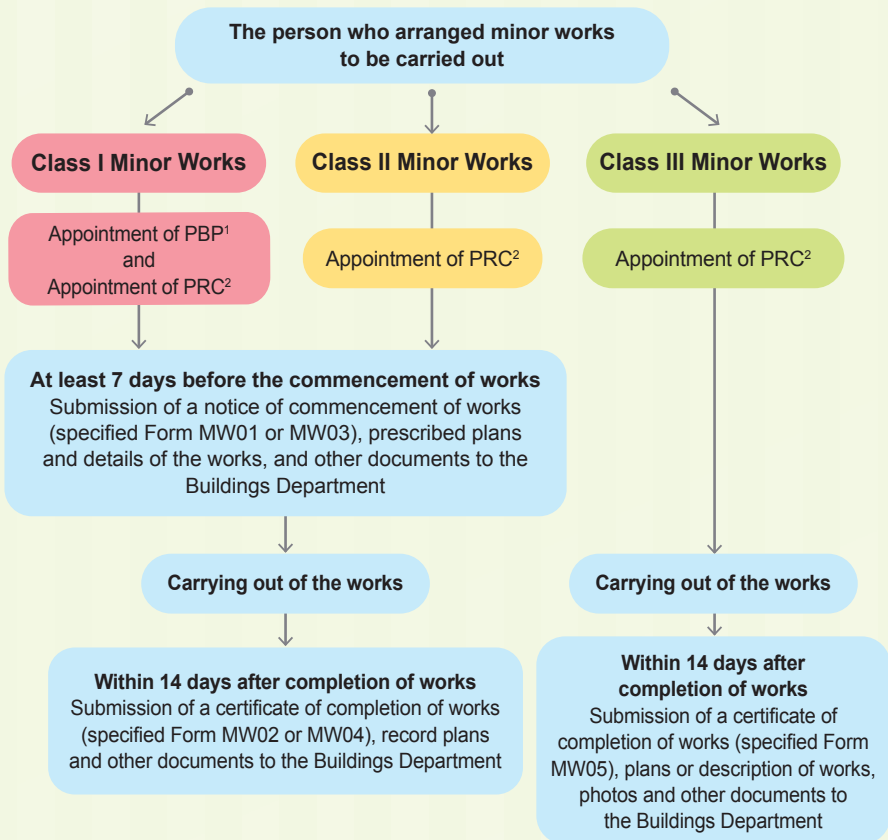 The person who arranged minor works
to be carried out
Class I Minor Works
Class II Minor Works
Class III Minor Works
Appointment of PBP¹
and
Appointment of PRC²
Appointment of PRC²
Appointment of PRC²
At least 7 days before the commencement of works
Submission of a notice of commencement of works
(specified Form MW01 or MW03), prescribed plans
and details of the works, and other documents to the
Buildings Department
Carrying out of the works
Carrying out of the works
Within 14 days after completion of works
Submission of a certificate of completion of works
(specified Form MW02 or MW04), record plans
and other documents to the Buildings Department
Within 14 days after
completion of works
Submission of a certificate of
completion of works (specified Form
MW05), plans or description of works,
photos and other documents to
the Buildings Department